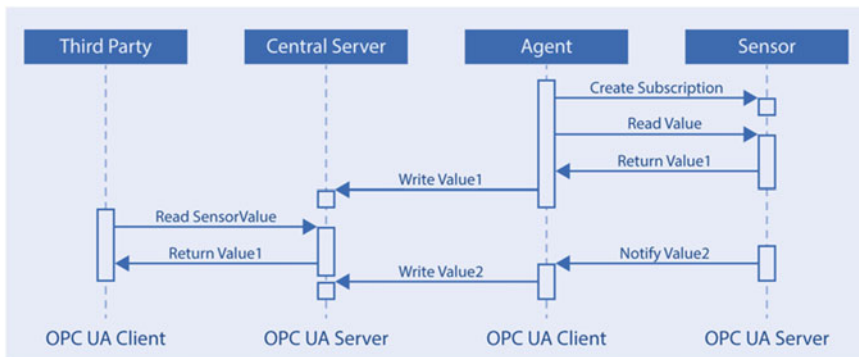 Third Party
Central Server
Agent
Sensor
Create Subscription
Read Value
Return Value1
Write Value1
Read SensorValue
Return Value1
Notify Value2
Write Value2
OPC UA Client
OPC UA Server
OPC UA Client
OPC UA Server